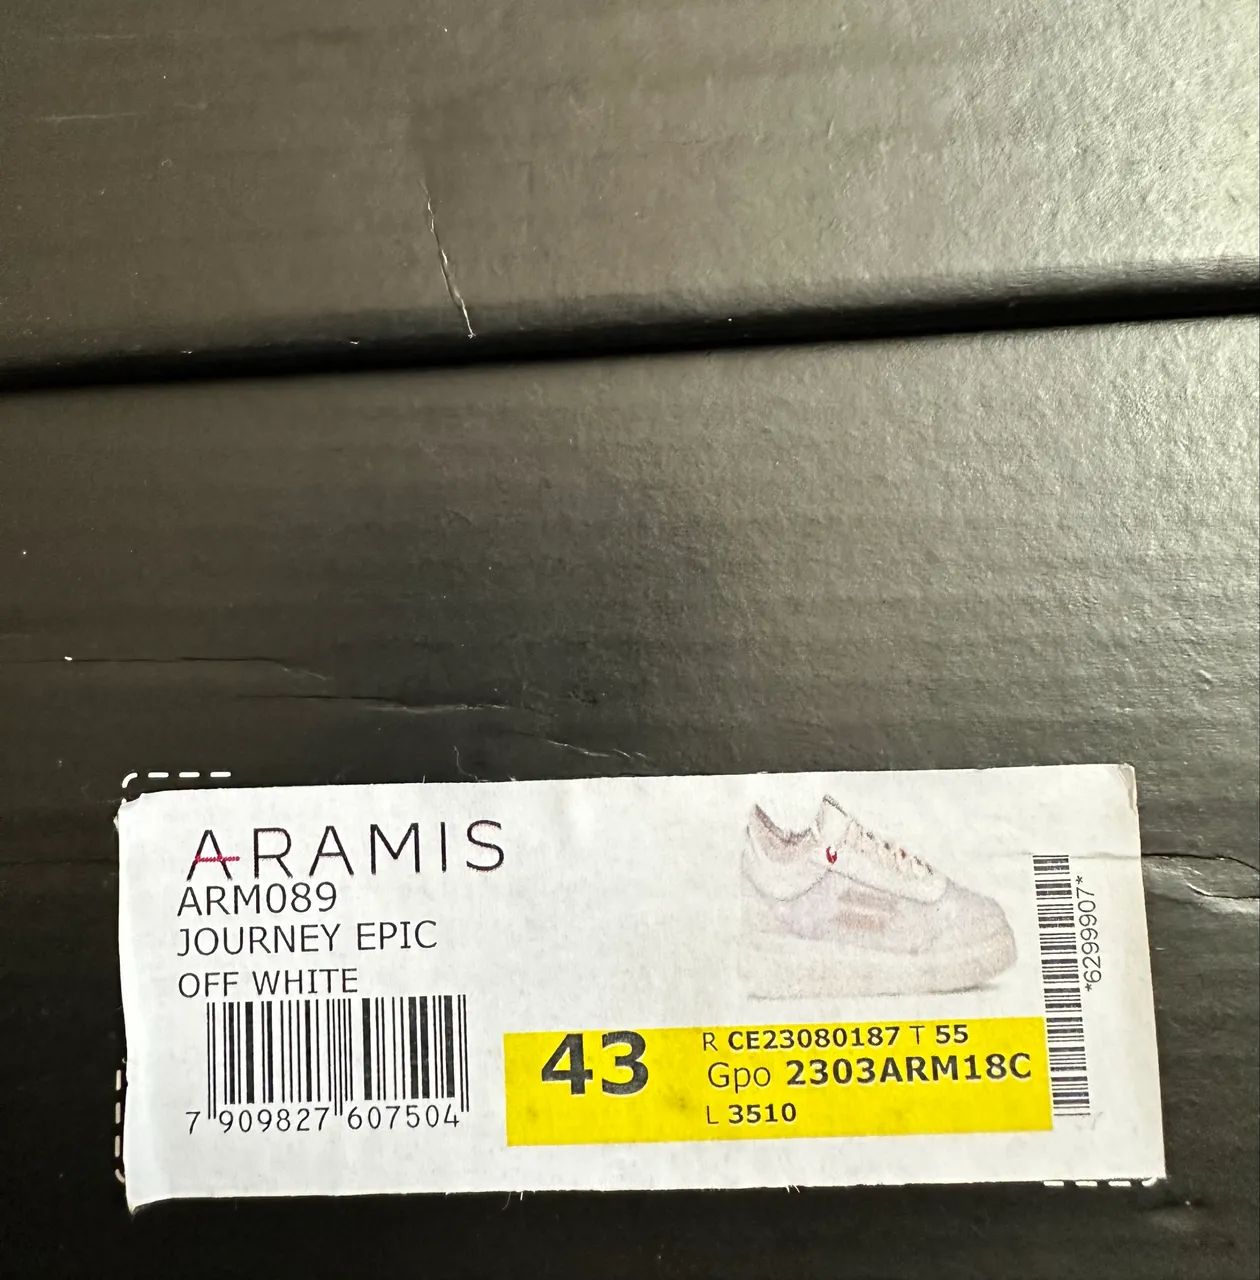 ARAMIS
ARM089
JOURNEY EPIC
OFF WHITE
7 909827 607504
43
R CE23080187 T 55
Gpo 2303ARM18C
L 3510
*6299907*